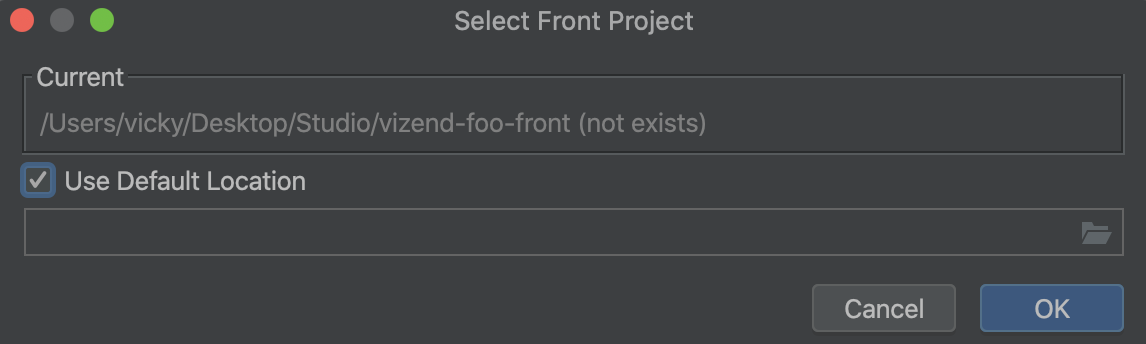 Select Front Project
Current
/Users/vicky/Desktop/Studio/vizend-foo-front (not exists)
Use Default Location
Cancel
OK